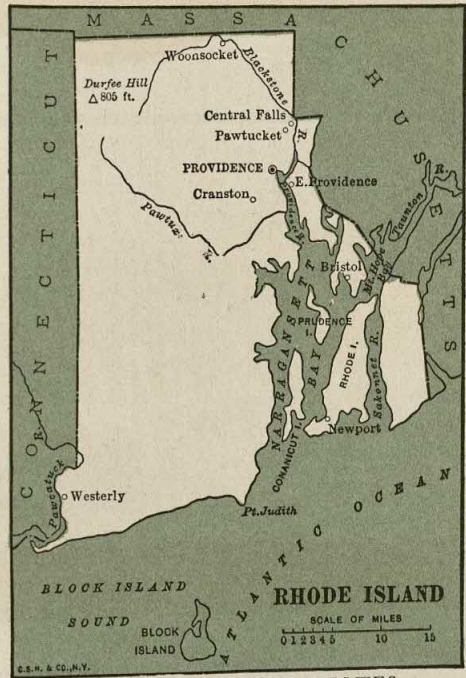 MASSACHUSETTS
CONNECTICUT
Woonsocket
Blackstone
R.
Durfee Hill
△ 805 ft.
Central Falls
Pawtucket
PROVIDENCE
E. Providence
Providence R.
Cranston
Pawtux.
R.
Taunton R.
Mt. Hope
Bay
Bristol
NARRAGANSETT
BAY
PRUDENCE
I.
RHODE I.
Sakonnet R.
CONANICUT I.
Newport
Pawcatuck
R.
Westerly
Pt. Judith
ATLANTIC OCEAN
BLOCK ISLAND
SOUND
BLOCK
ISLAND
RHODE ISLAND
SCALE OF MILES
0 1 2 3 4 5 10 15
C.S.H. & CO., N.Y.